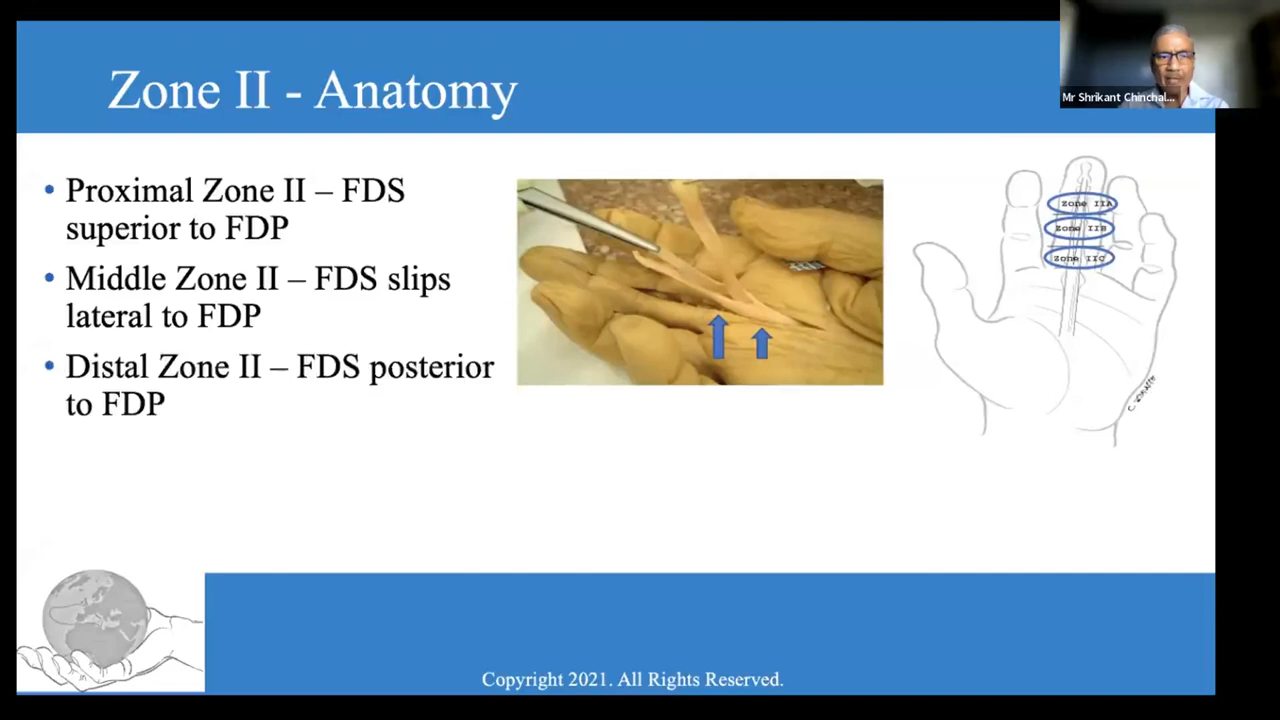 Zone II - Anatomy
Mr Shrikant Chinchal...
• Proximal Zone II – FDS
superior to FDP
• Middle Zone II – FDS slips
lateral to FDP
• Distal Zone II – FDS posterior
to FDP
Zone IIA
Zone IIB
Zone IIC
Copyright 2021. All Rights Reserved.